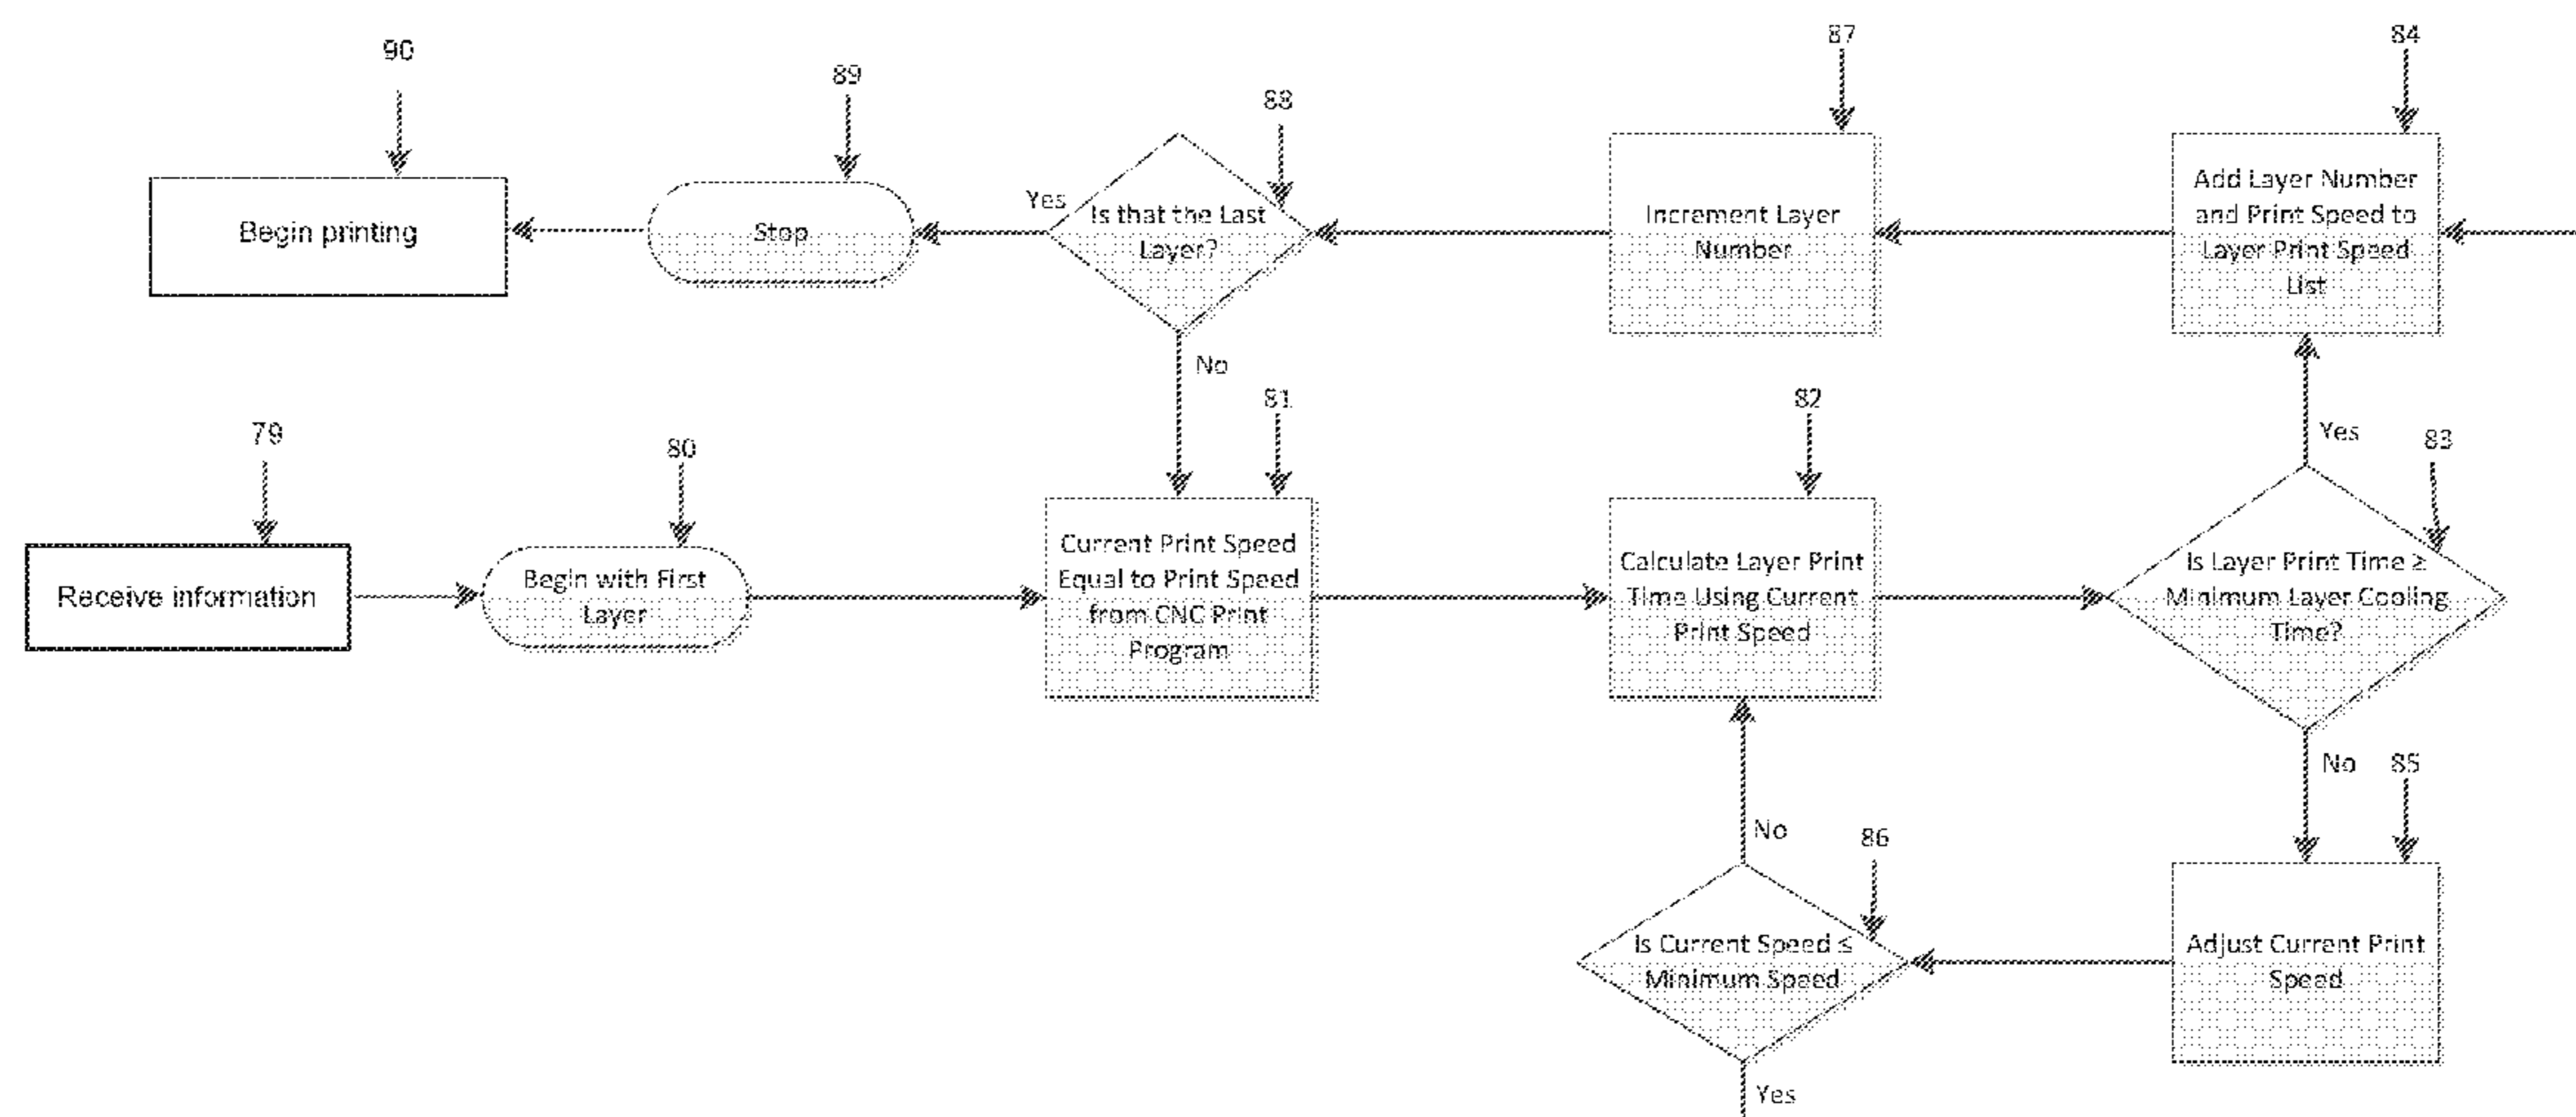 90
89
88
87
84
Begin printing
Stop
Yes
Is that the Last
Layer?
Increment Layer
Number
Add Layer Number
and Print Speed to
Layer Print Speed
List
No
79
80
81
82
Yes
83
Receive information
Begin with First
Layer
Current Print Speed
Equal to Print Speed
from CNC Print
Program
Calculate Layer Print
Time Using Current
Print Speed
Is Layer Print Time ≥
Minimum Layer Cooling
Time?
No
85
No
86
Is Current Speed ≤
Minimum Speed
Adjust Current Print
Speed
Yes